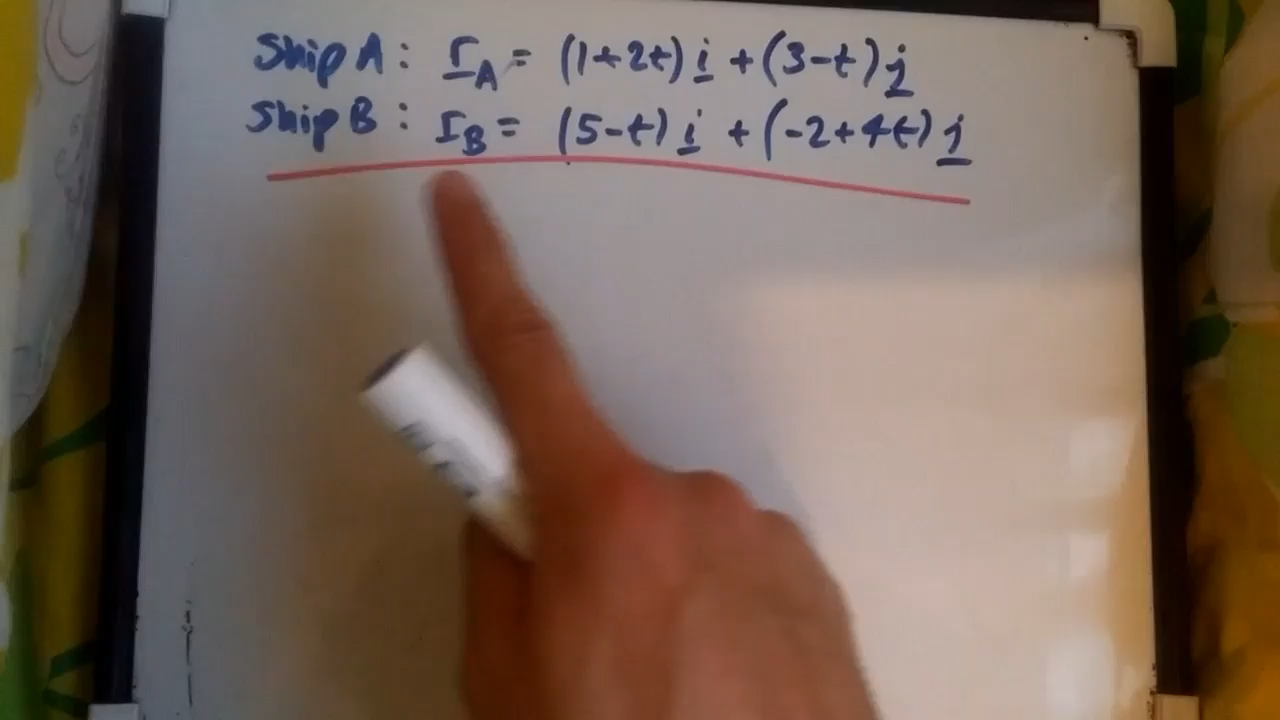 Ship A : r_A = (1+2t) i + (3-t) j
Ship B : r_B = (5-t) i + (-2+4t) j